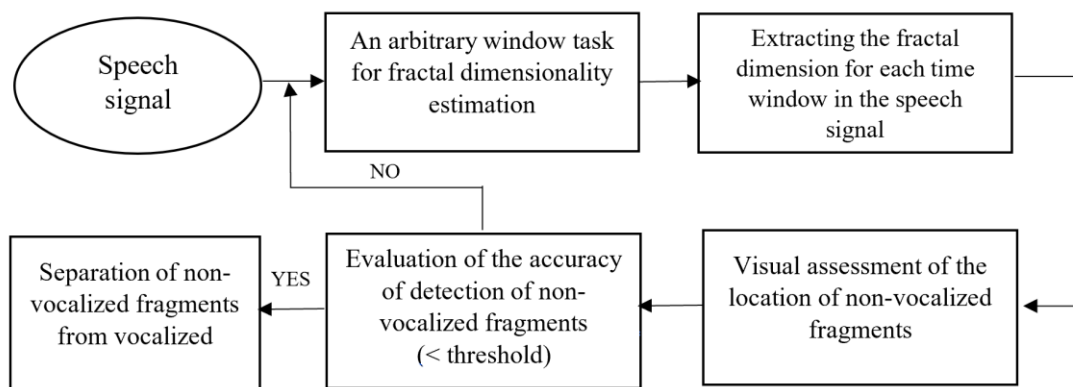 Speech
signal
An arbitrary window task
for fractal dimensionality
estimation
Extracting the fractal
dimension for each time
window in the speech
signal
NO
Separation of non-
vocalized fragments
from vocalized
YES
Evaluation of the accuracy
of detection of non-
vocalized fragments
(< threshold)
Visual assessment of the
location of non-vocalized
fragments